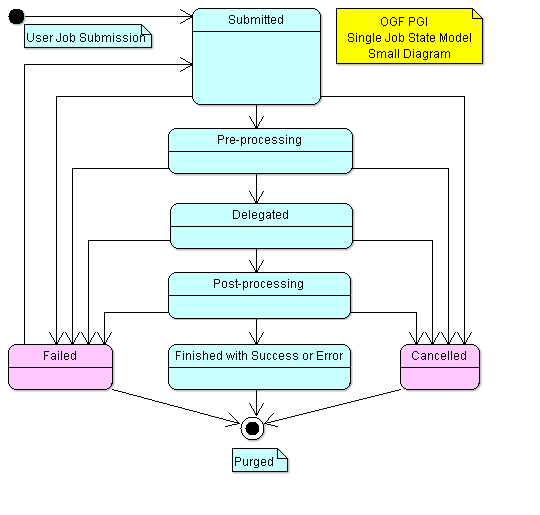 Submitted
OGF PGI
Single Job State Model
Small Diagram
User Job Submission
Pre-processing
Delegated
Post-processing
Failed
Finished with Success or Error
Cancelled
Purged